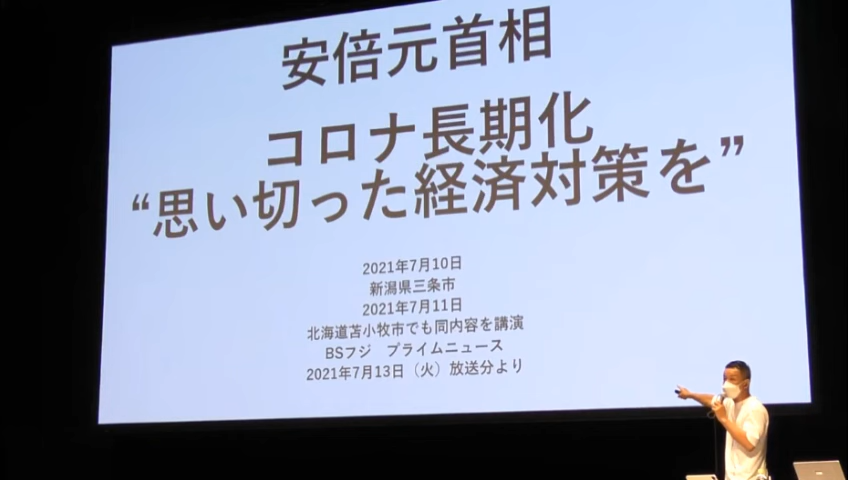 安倍元首相
コロナ長期化
“思い切った経済対策を”
2021年7月10日
新潟県三条市
2021年7月11日
北海道苫小牧市でも同内容を講演
BSフジ　プライムニュース
2021年7月13日（火）放送分より